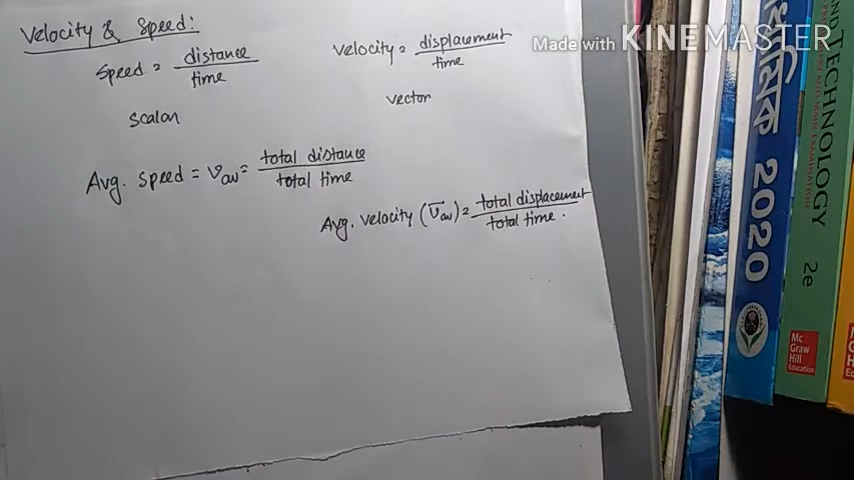 Velocity & Speed:
Speed = distance / time
Velocity = displacement / time
scalar
vector
Avg. speed = vav = total distance / total time
Avg. velocity (v̅av) = total displacement / total time.
Made with KINEMASTER
2020
AND TECHNOLOGY
2e
Mc
Graw
Hill
Education